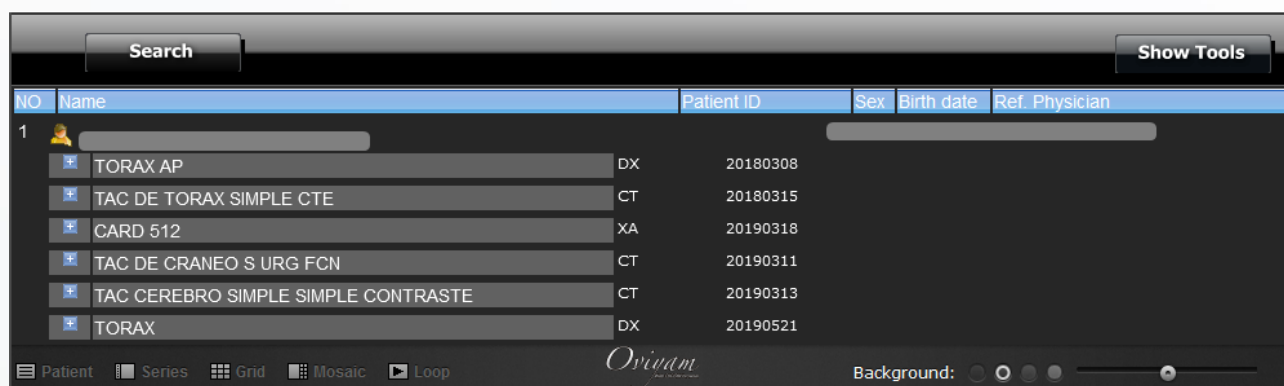 Search Show Tools
NO Name Patient ID Sex Birth date Ref. Physician
1
TORAX AP DX 20180308
TAC DE TORAX SIMPLE CTE CT 20180315
CARD 512 XA 20190318
TAC DE CRANEO S URG FCN CT 20190311
TAC CEREBRO SIMPLE SIMPLE CONTRASTE CT 20190313
TORAX DX 20190521
Patient Series Grid Mosaic Loop Oviyam Background: